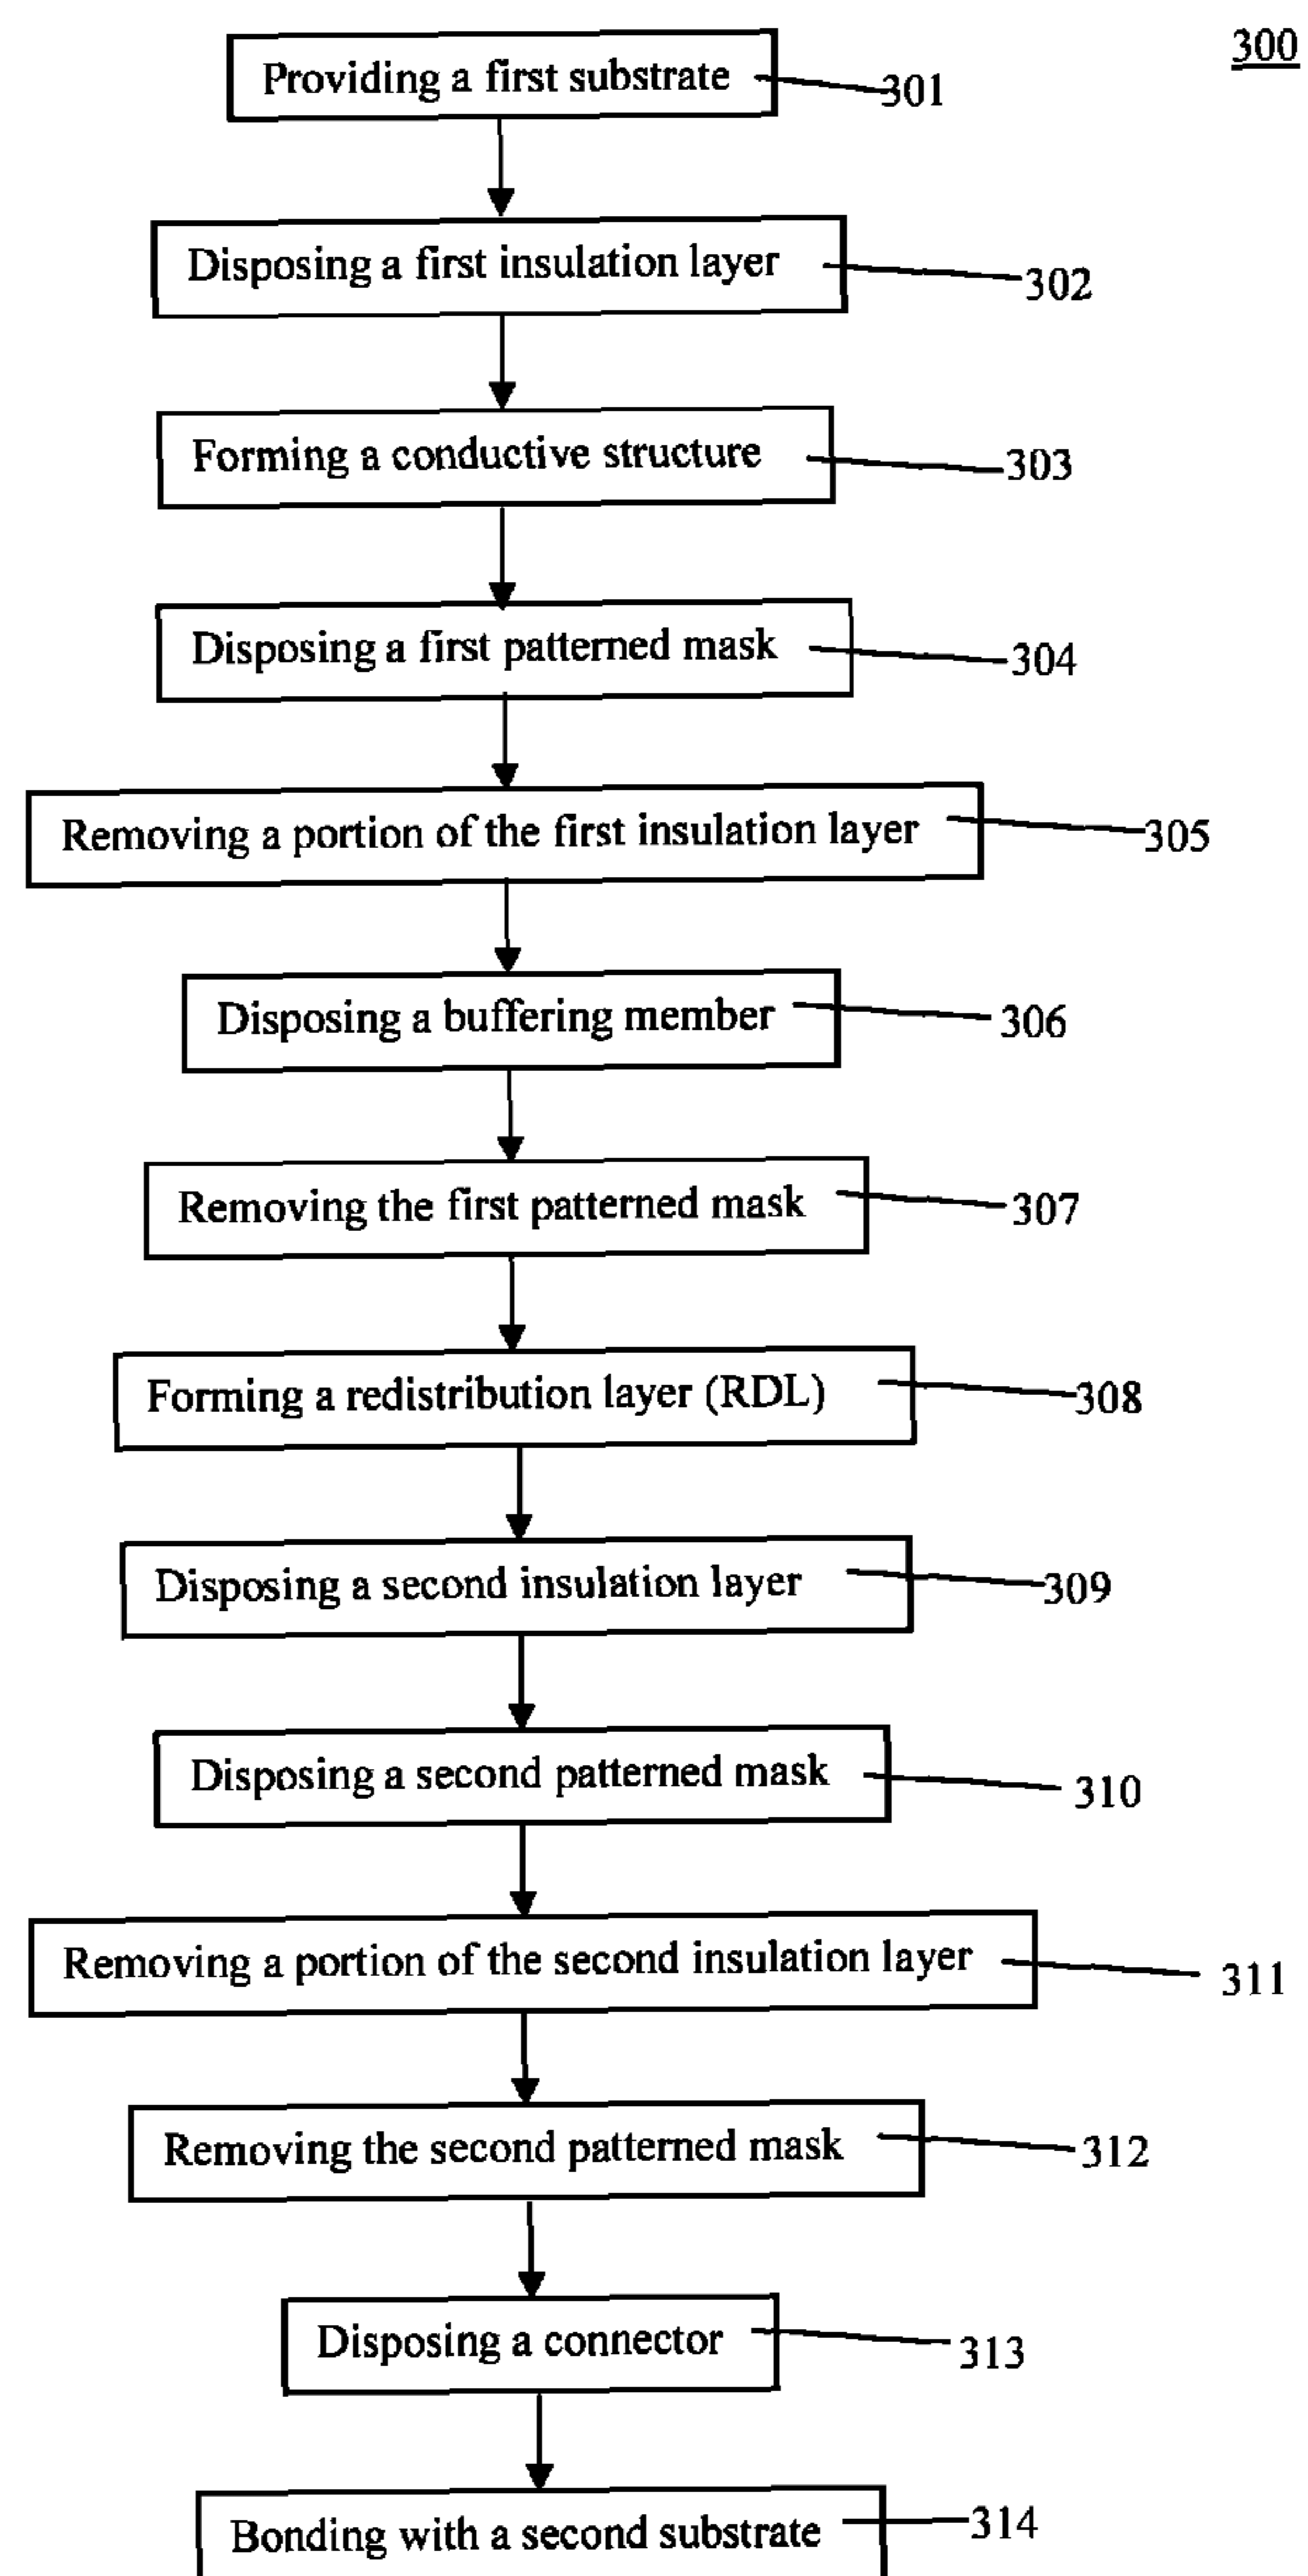 300
Providing a first substrate
301
Disposing a first insulation layer
302
Forming a conductive structure
303
Disposing a first patterned mask
304
Removing a portion of the first insulation layer
305
Disposing a buffering member
306
Removing the first patterned mask
307
Forming a redistribution layer (RDL)
308
Disposing a second insulation layer
309
Disposing a second patterned mask
310
Removing a portion of the second insulation layer
311
Removing the second patterned mask
312
Disposing a connector
313
Bonding with a second substrate
314